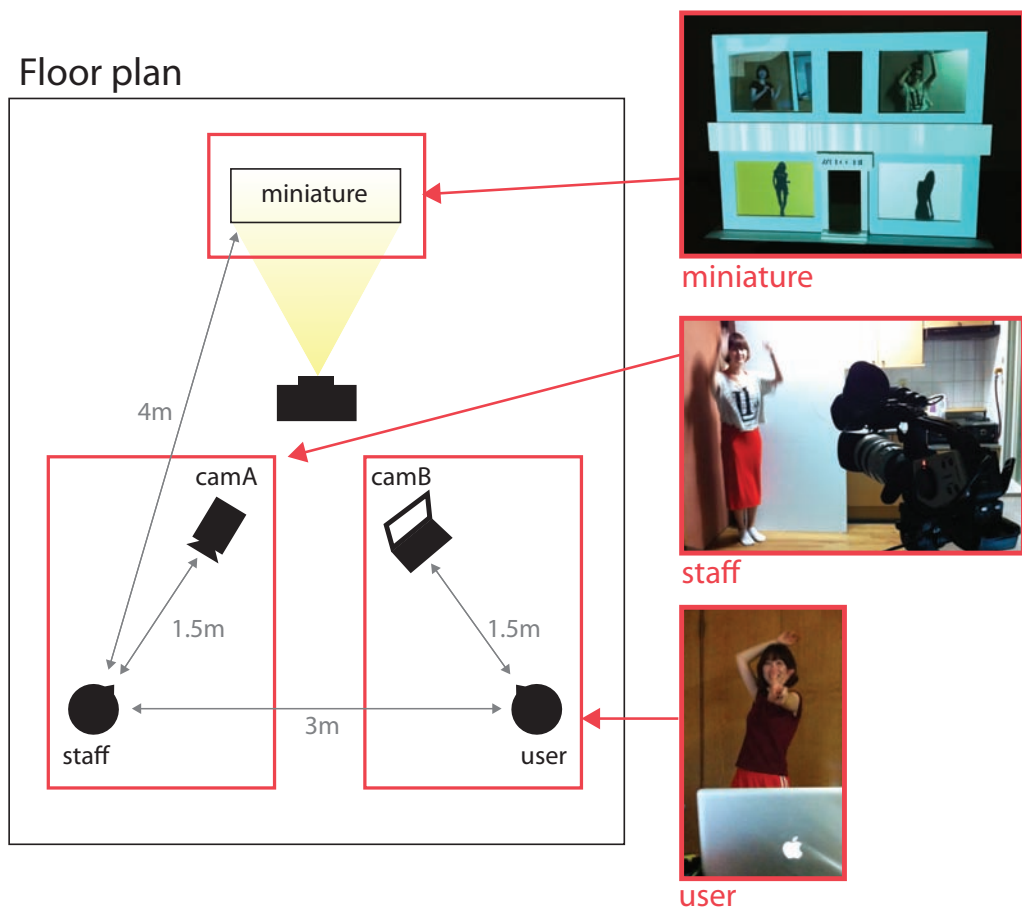 Floor plan
miniature
miniature
4m
camA
camB
staff
1.5m
1.5m
3m
staff
user
user